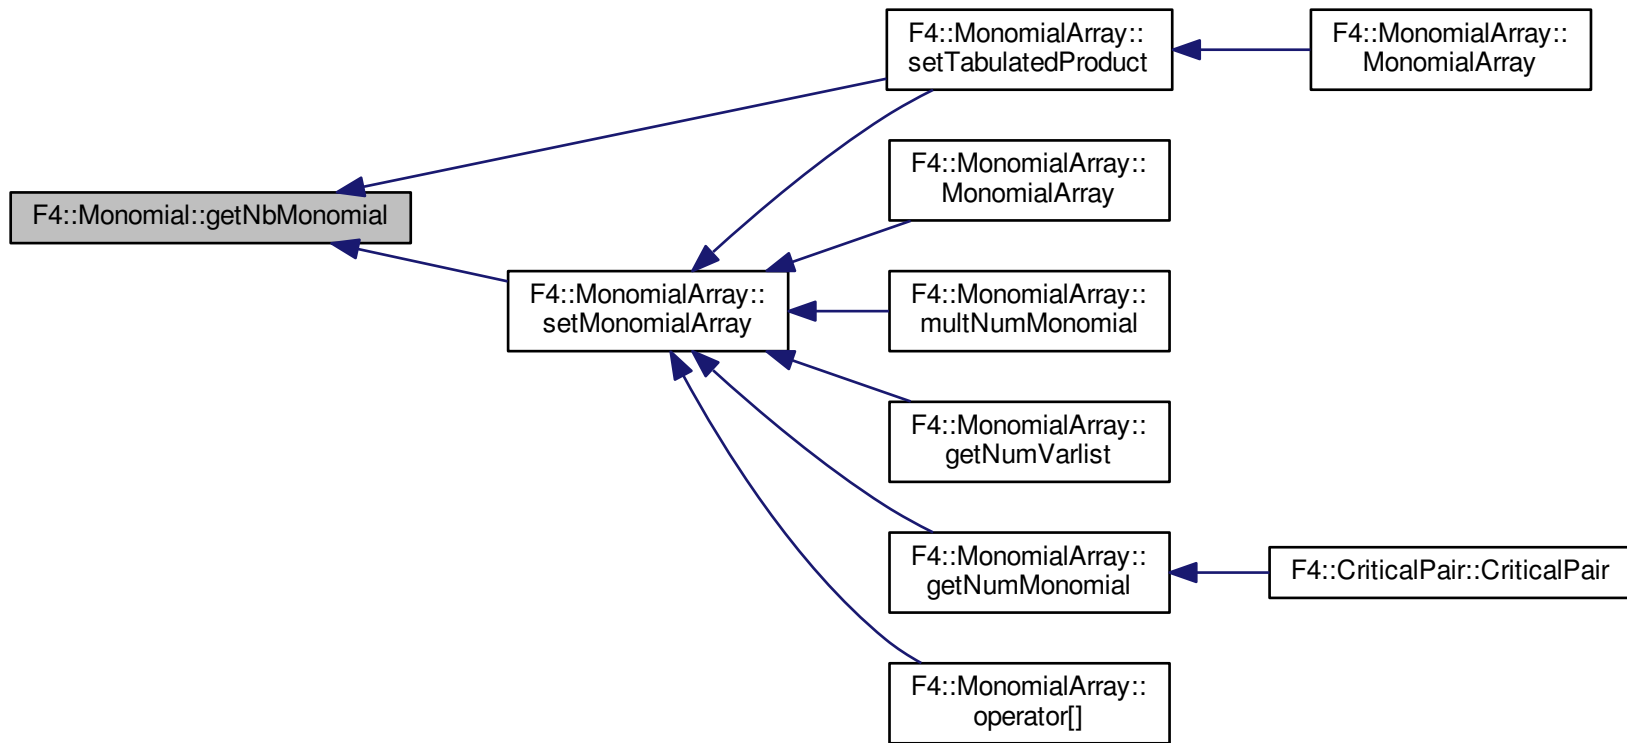 F4::Monomial::getNbMonomial
F4::MonomialArray::
setMonomialArray
F4::MonomialArray::
setTabulatedProduct
F4::MonomialArray::
MonomialArray
F4::MonomialArray::
multNumMonomial
F4::MonomialArray::
getNumVarlist
F4::MonomialArray::
getNumMonomial
F4::MonomialArray::
operator[]
F4::MonomialArray::
MonomialArray
F4::CriticalPair::CriticalPair